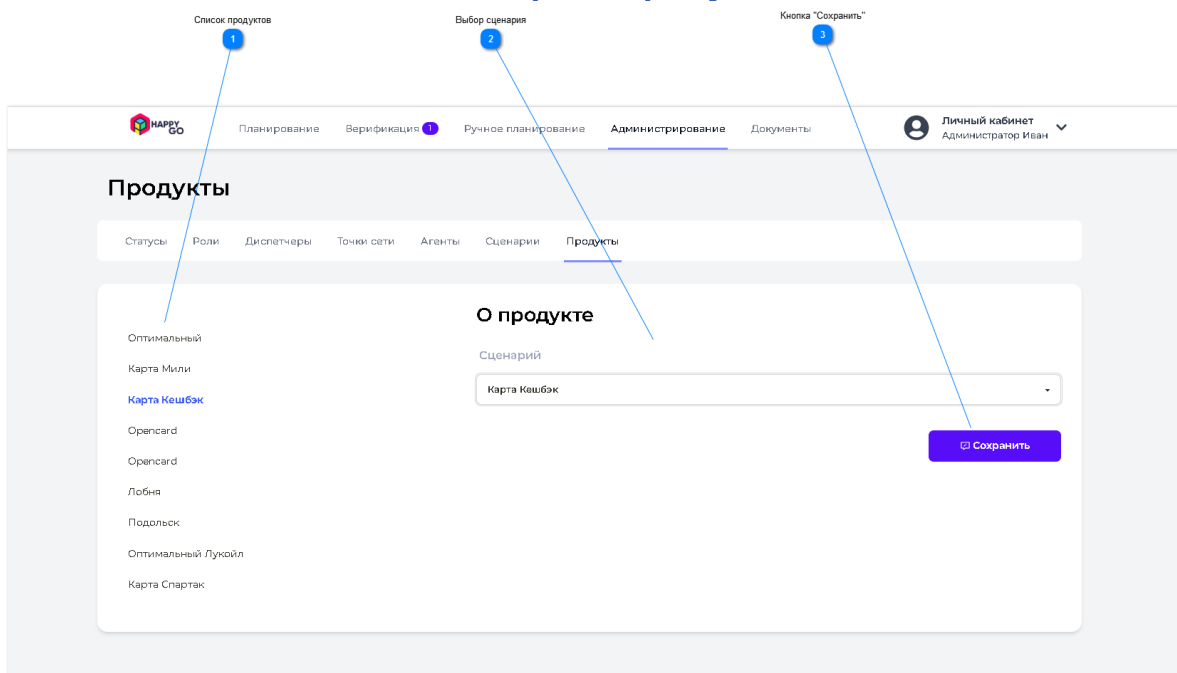 Список продуктов
Выбор сценария
Кнопка "Сохранить"
1
2
3
HAPPY GO
Планирование
Верификация 1
Ручное планирование
Администрирование
Документы
Личный кабинет
Администратор Иван
Продукты
Статусы
Роли
Диспетчеры
Точки сети
Агенты
Сценарии
Продукты
Оптимальный
Карта Мили
Карта Кешбэк
Opencard
Opencard
Лобня
Подольск
Оптимальный Лукойл
Карта Спартак
О продукте
Сценарий
Карта Кешбэк
Сохранить